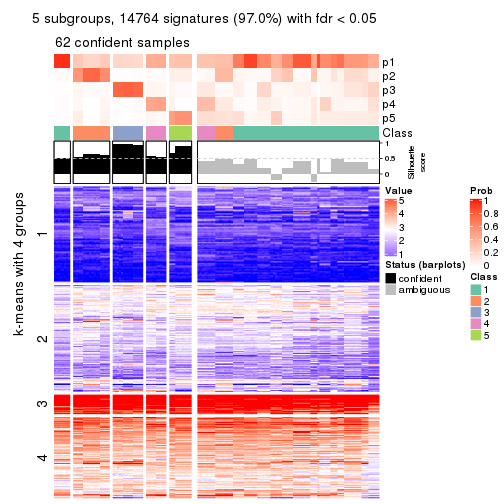 5 subgroups, 14764 signatures (97.0%) with fdr < 0.05
62 confident samples
p1
p2
p3
p4
p5
Class
1
0.5
0
Silhouette
score
k-means with 4 groups
1
2
3
4
Value
5
4
3
2
1
Status (barplots)
confident
ambiguous
Prob
1
0.8
0.6
0.4
0.2
0
Class
1
2
3
4
5